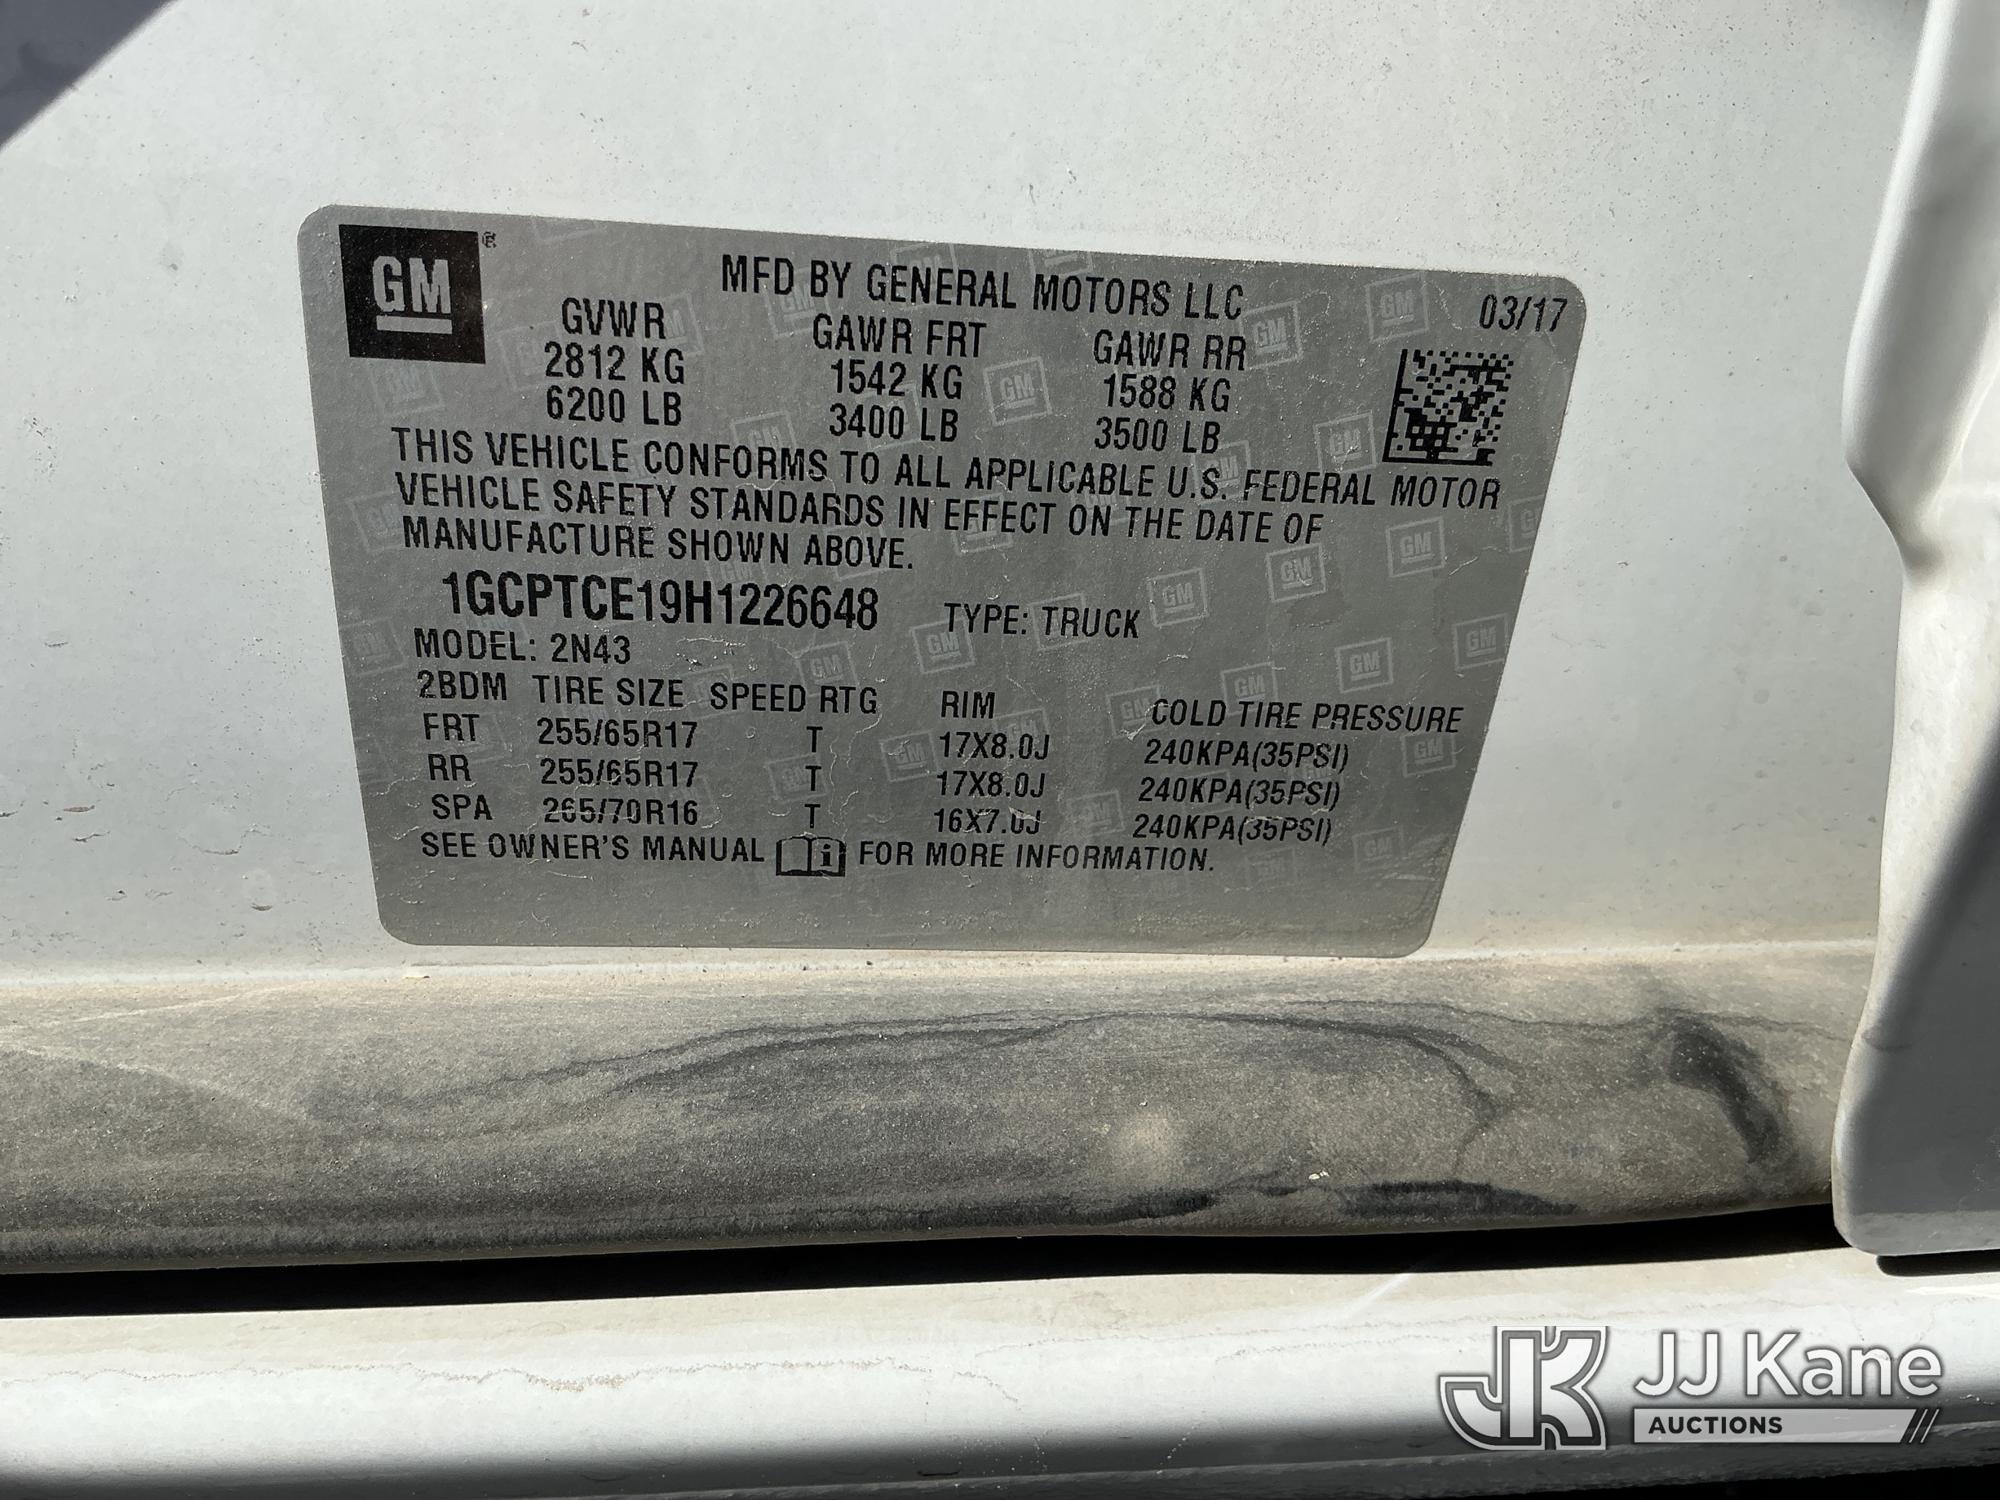 GM®
MFD BY GENERAL MOTORS LLC 03/17
GVWR GAWR FRT GAWR RR
2812 KG 1542 KG 1588 KG
6200 LB 3400 LB 3500 LB
THIS VEHICLE CONFORMS TO ALL APPLICABLE U.S. FEDERAL MOTOR
VEHICLE SAFETY STANDARDS IN EFFECT ON THE DATE OF
MANUFACTURE SHOWN ABOVE.
1GCPTCE19H1226648 TYPE: TRUCK
MODEL: 2N43
2BDM TIRE SIZE SPEED RTG RIM COLD TIRE PRESSURE
FRT 255/65R17 T 17X8.0J 240KPA(35PSI)
RR 255/65R17 T 17X8.0J 240KPA(35PSI)
SPA 265/70R16 T 16X7.0J 240KPA(35PSI)
SEE OWNER'S MANUAL i FOR MORE INFORMATION.
JK JJ Kane
AUCTIONS